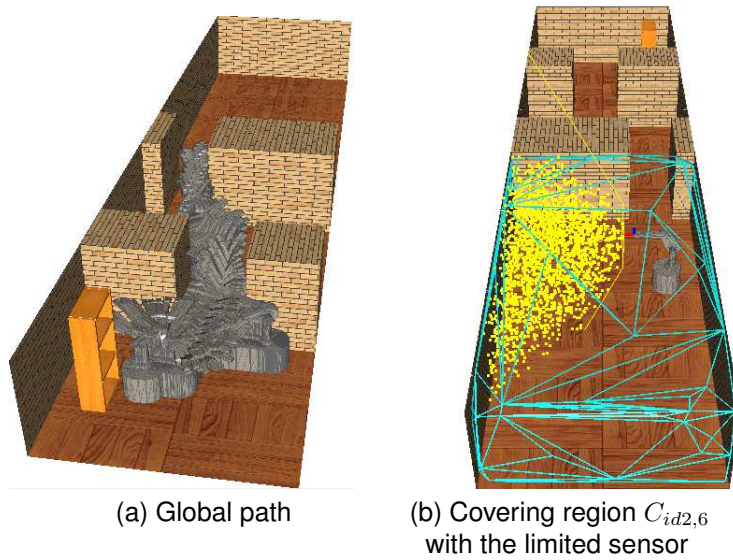 (a) Global path
(b) Covering region $C_{id2,6}$
with the limited sensor